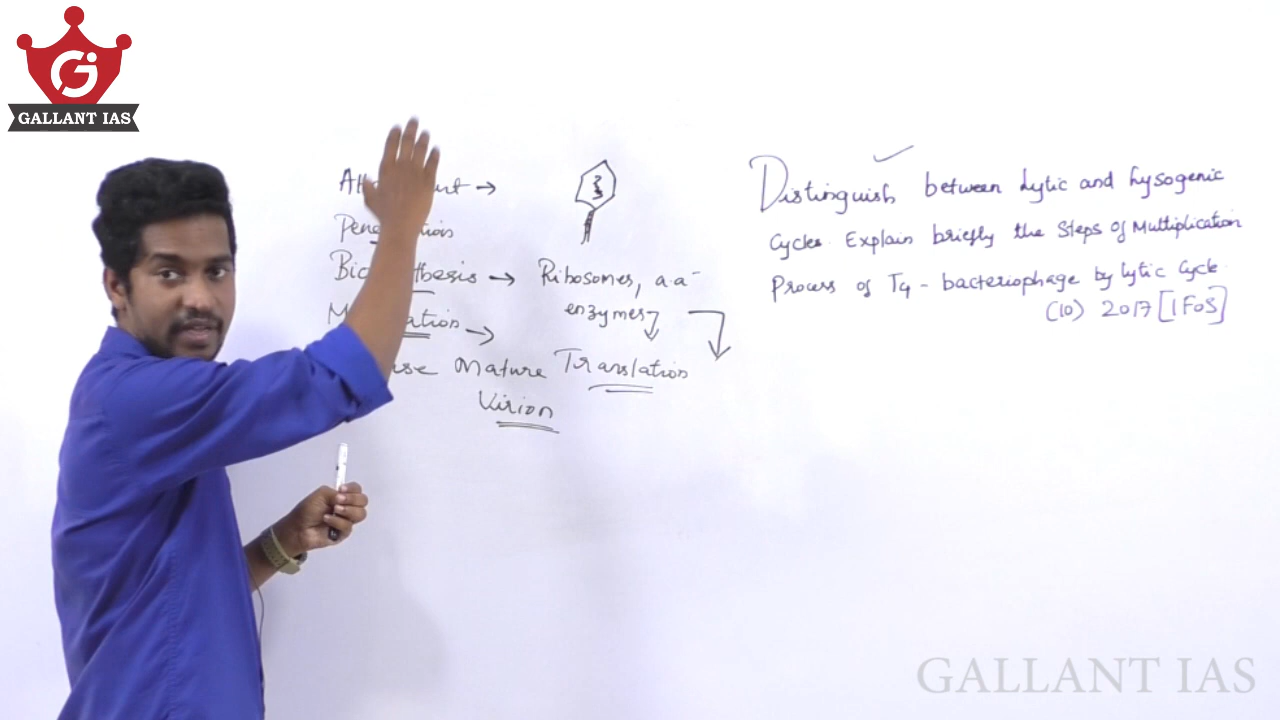 GALLANT IAS
Biosynthesis → Ribosomes, a.a
enzymes
Mature Translation
Virion
Distinguish between Lytic and Lysogenic
Cycles. Explain briefly the Steps of Multiplication
Process of T4 - bacteriophage by Lytic Cycle.
(10) 2017 [IFoS]
GALLANT IAS